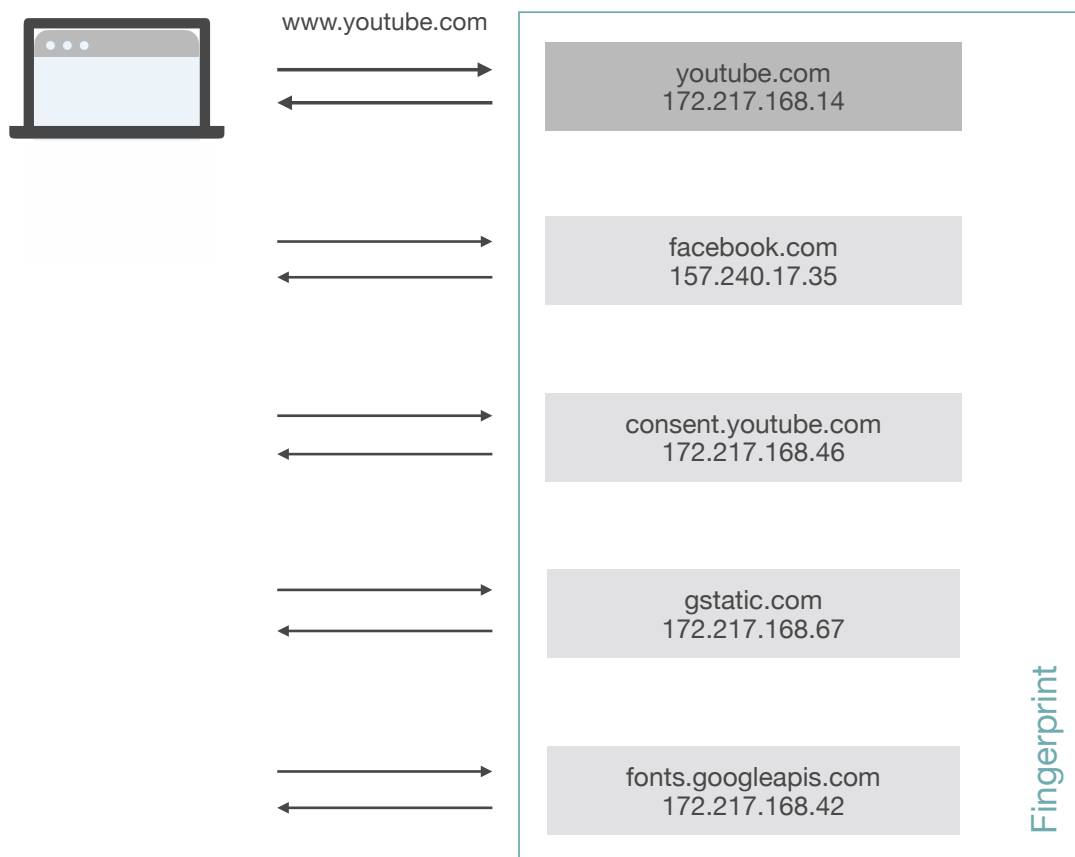 www.youtube.com
youtube.com
172.217.168.14
facebook.com
157.240.17.35
consent.youtube.com
172.217.168.46
gstatic.com
172.217.168.67
fonts.googleapis.com
172.217.168.42
Fingerprint